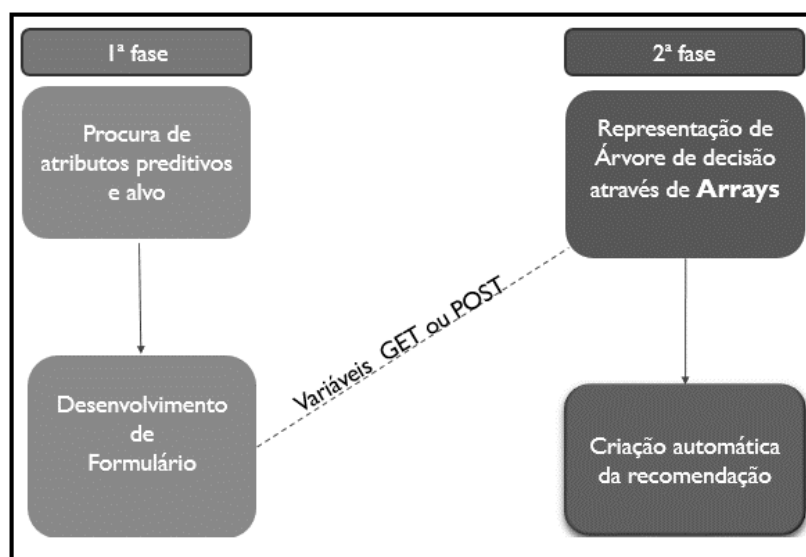 1ª fase
Procura de
atributos preditivos
e alvo
Desenvolvimento
de
Formulário
Variáveis GET ou POST
2ª fase
Representação de
Árvore de decisão
através de Arrays
Criação automática
da recomendação